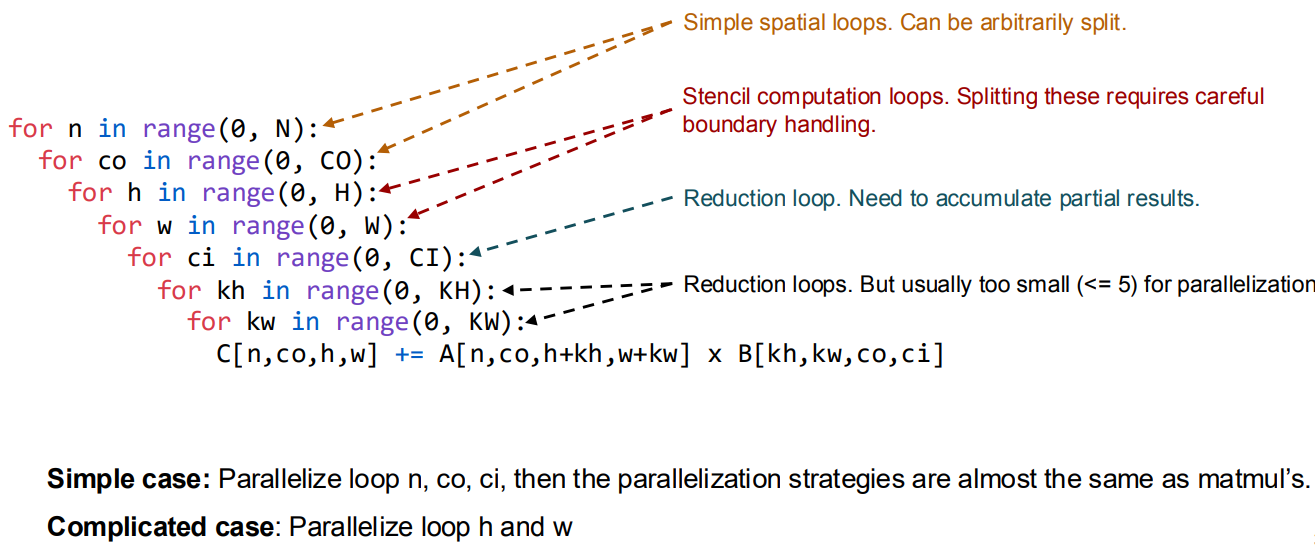 Simple spatial loops. Can be arbitrarily split.
Stencil computation loops. Splitting these requires careful
boundary handling.
for n in range(0, N):
for co in range(0, CO):
for h in range(0, H):
Reduction loop. Need to accumulate partial results.
for w in range(0, W):
for ci in range(0, CI):
for kh in range(0, KH):
Reduction loops. But usually too small (<= 5) for parallelization
for kw in range(0, KW):
C[n,co,h,w] += A[n,co,h+kh,w+kw] x B[kh,kw,co,ci]
Simple case: Parallelize loop n, co, ci, then the parallelization strategies are almost the same as matmul’s.
Complicated case: Parallelize loop h and w